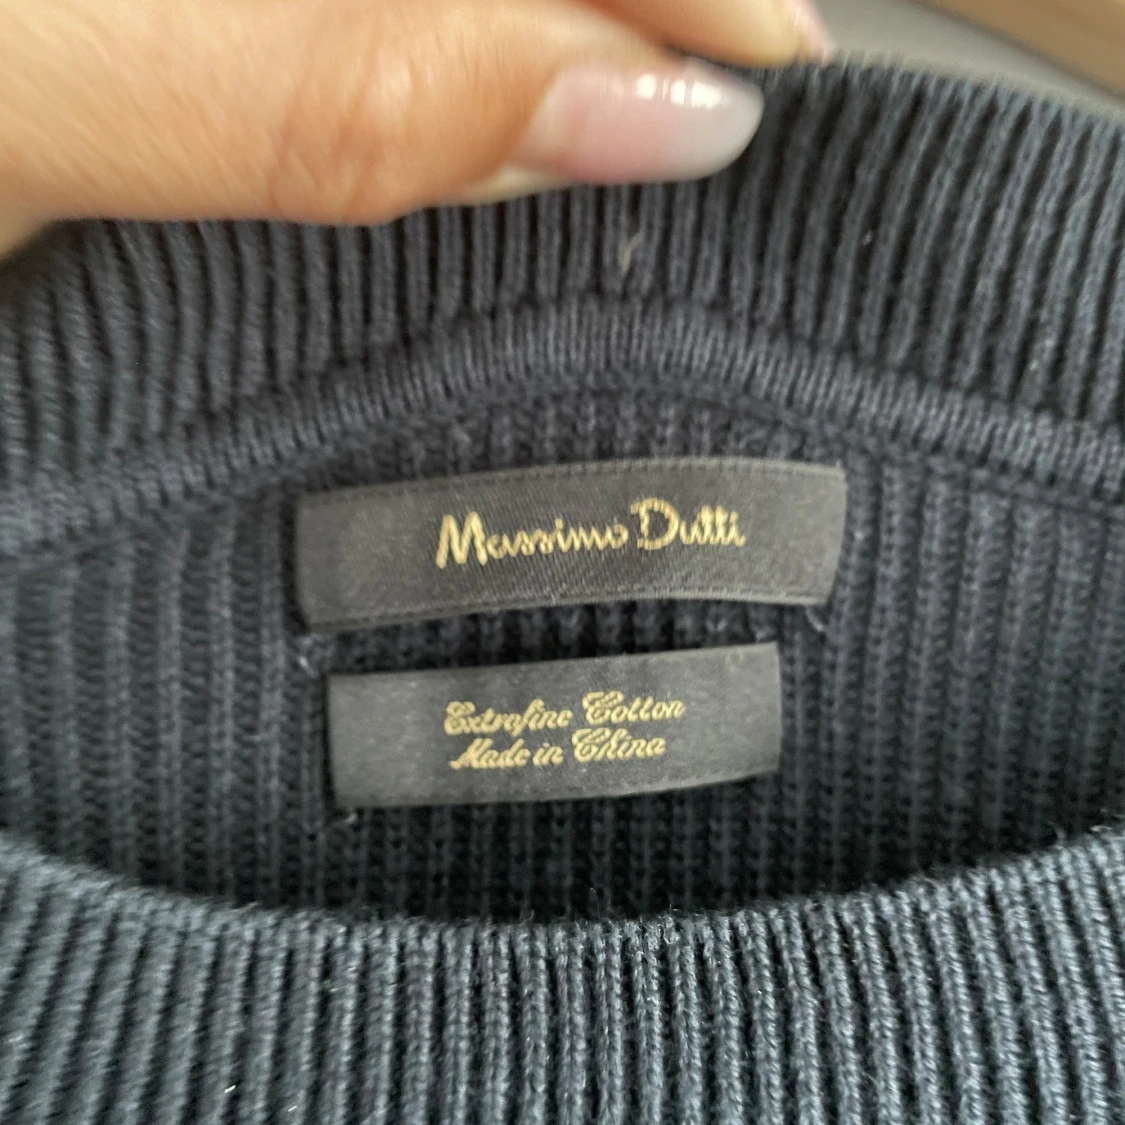 Massimo Dutti
Extrafine Cotton
Made in China